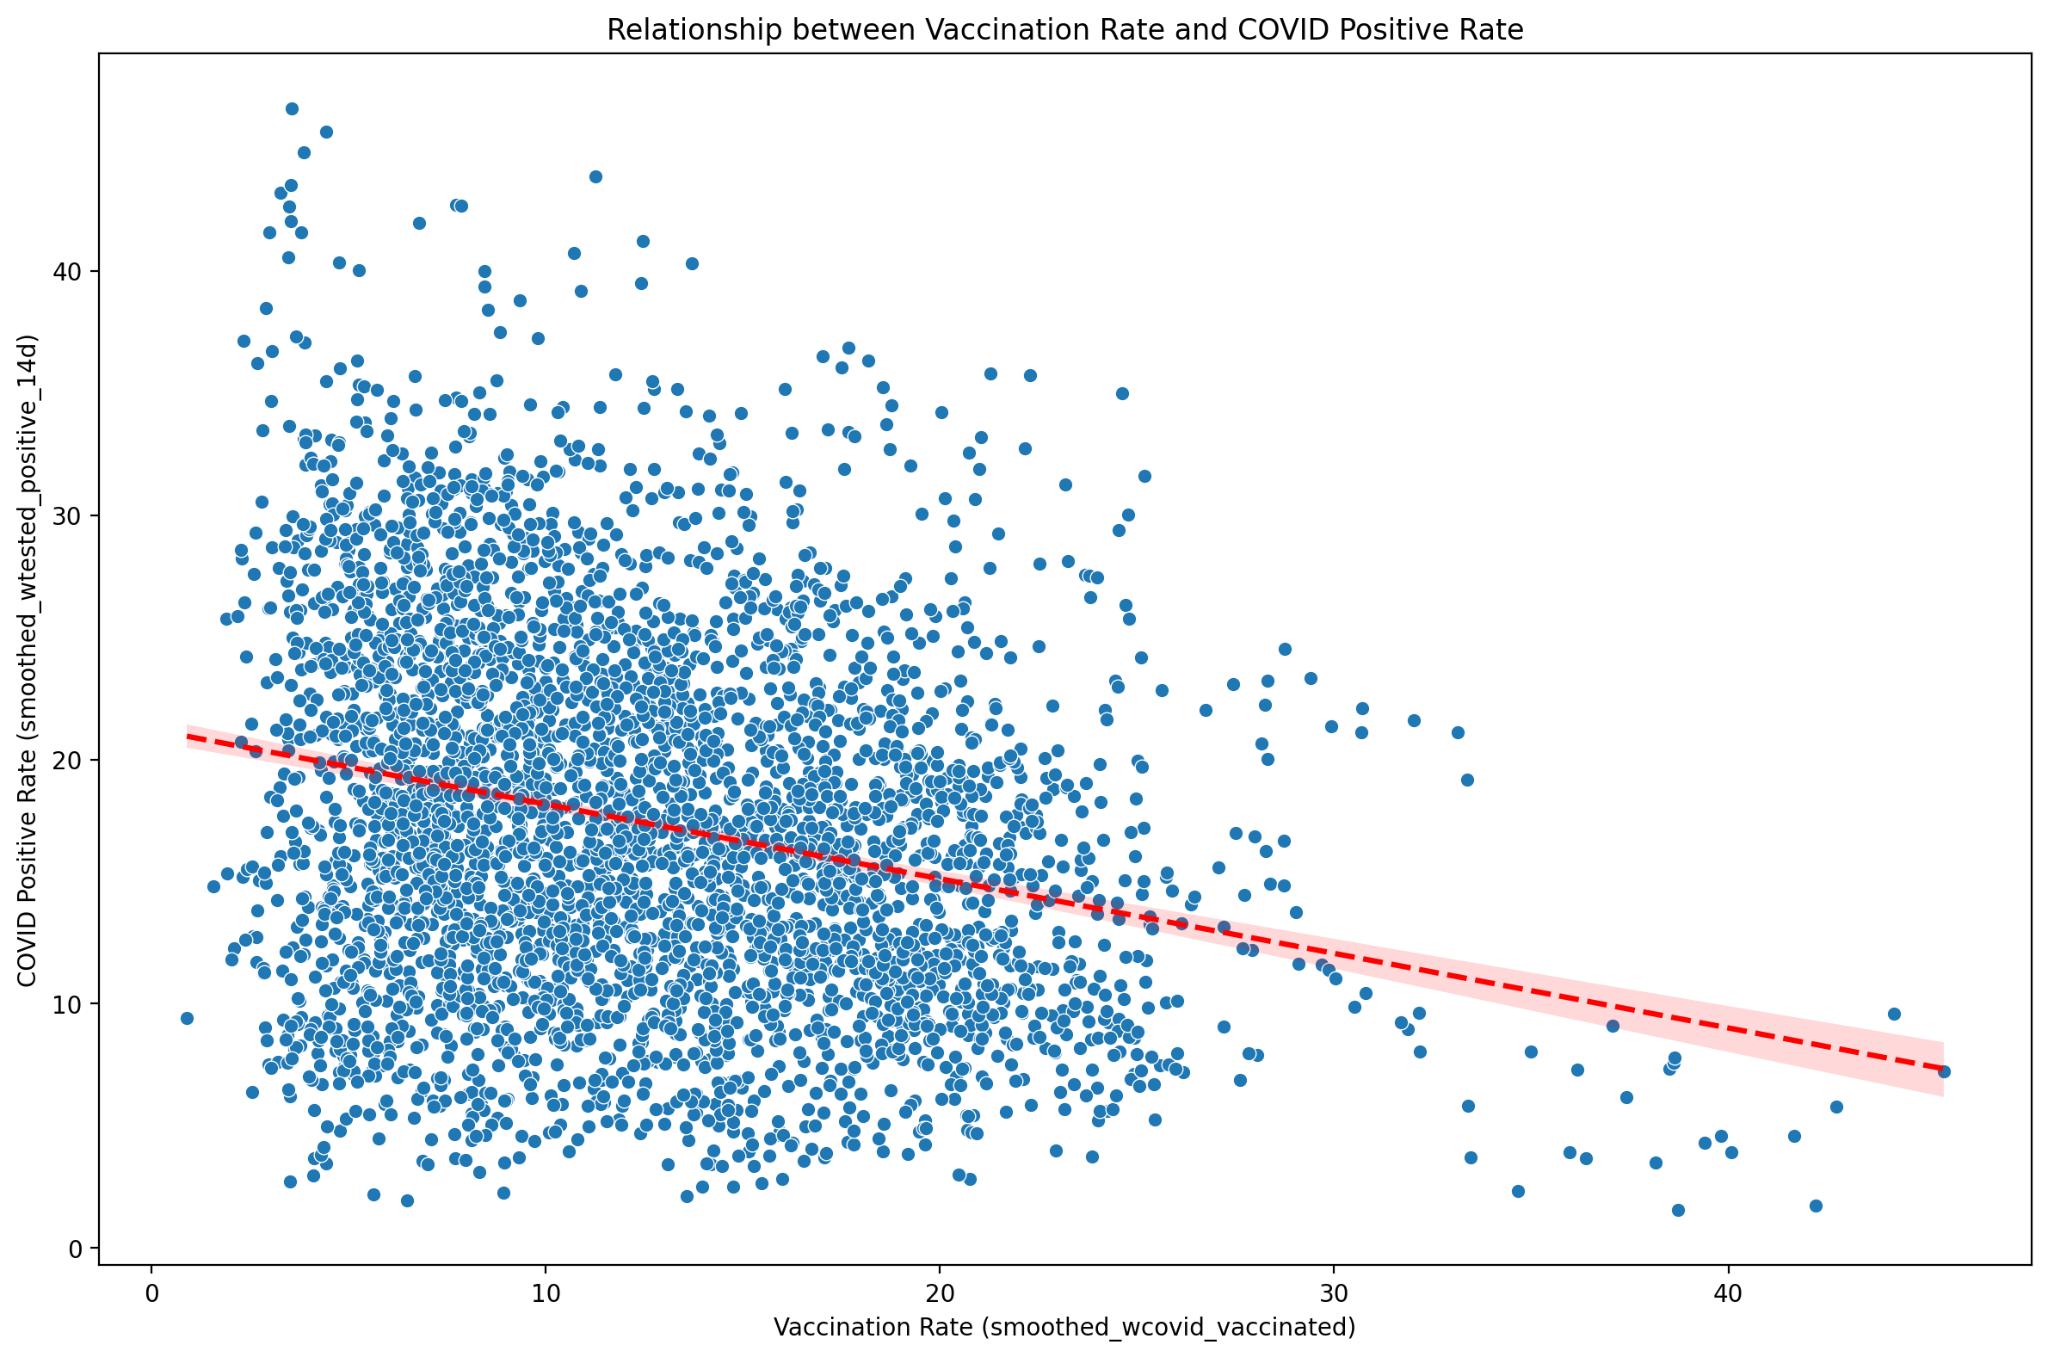 Relationship between Vaccination Rate and COVID Positive Rate
COVID Positive Rate (smoothed_wtested_positive_14d)
40
30
20
10
0
0 10 20 30 40
Vaccination Rate (smoothed_wcovid_vaccinated)